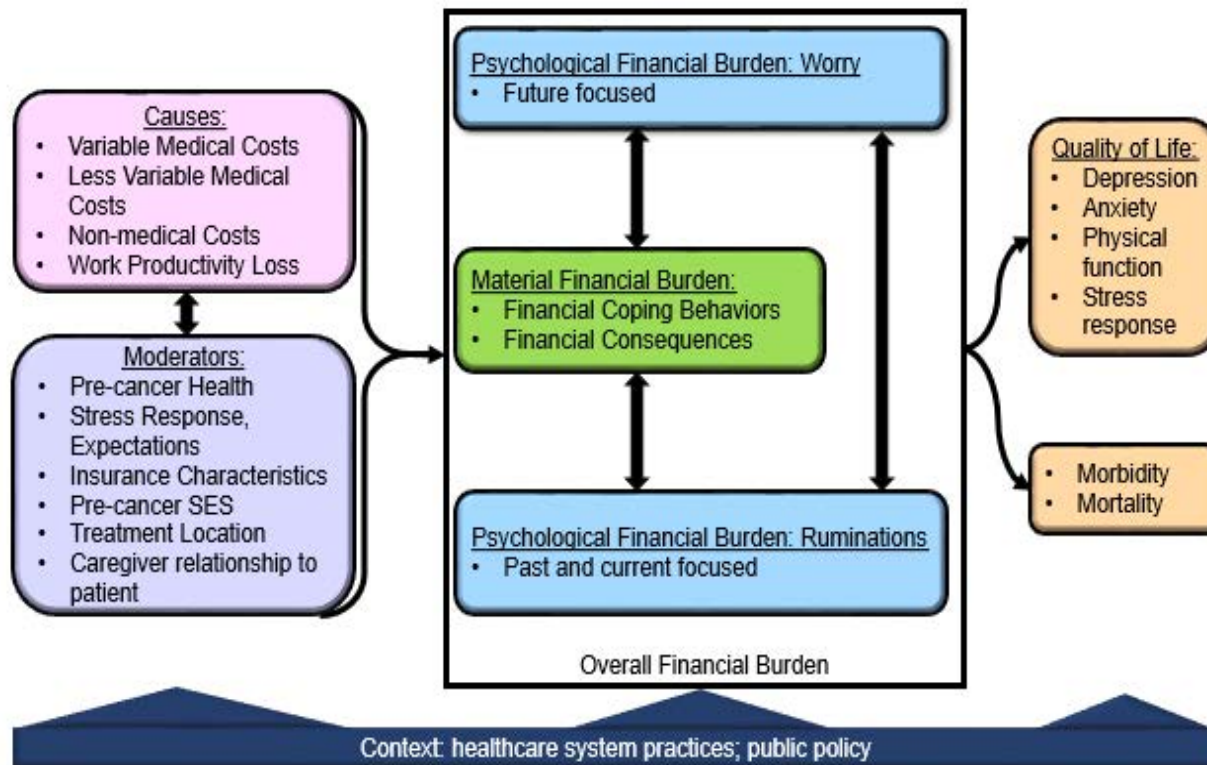 Causes:
• Variable Medical Costs
• Less Variable Medical
Costs
• Non-medical Costs
• Work Productivity Loss
Moderators:
• Pre-cancer Health
• Stress Response,
Expectations
• Insurance Characteristics
• Pre-cancer SES
• Treatment Location
• Caregiver relationship to
patient
Psychological Financial Burden: Worry
• Future focused
Material Financial Burden:
• Financial Coping Behaviors
• Financial Consequences
Psychological Financial Burden: Ruminations
• Past and current focused
Overall Financial Burden
Quality of Life:
• Depression
• Anxiety
• Physical
function
• Stress
response
• Morbidity
• Mortality
Context: healthcare system practices; public policy